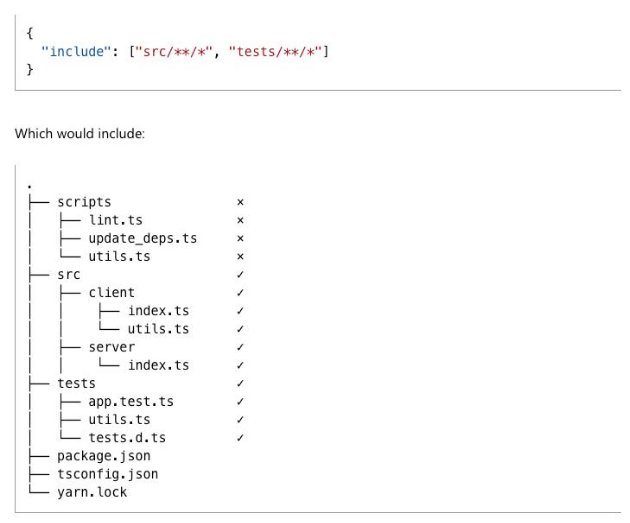 {
  "include": ["src/**/*", "tests/**/*"]
}
Which would include:
.
├── scripts                ⨯
│   ├── lint.ts            ⨯
│   ├── update_deps.ts     ⨯
│   └── utils.ts           ⨯
├── src                    ✓
│   ├── client             ✓
│   │    ├── index.ts      ✓
│   │    └── utils.ts      ✓
│   ├── server             ✓
│   │    └── index.ts      ✓
├── tests                  ✓
│   ├── app.test.ts        ✓
│   ├── utils.ts           ✓
│   └── tests.d.ts         ✓
├── package.json
├── tsconfig.json
└── yarn.lock